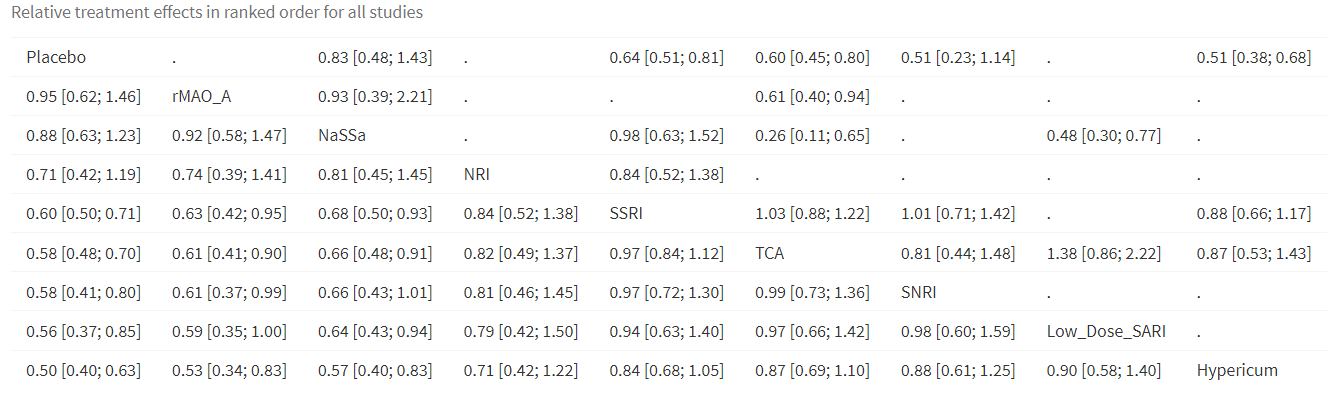 Relative treatment effects in ranked order for all studies
Placebo . 0.83 [0.48; 1.43] . 0.64 [0.51; 0.81] 0.60 [0.45; 0.80] 0.51 [0.23; 1.14] . 0.51 [0.38; 0.68]
0.95 [0.62; 1.46] rMAO_A 0.93 [0.39; 2.21] . . 0.61 [0.40; 0.94] . . .
0.88 [0.63; 1.23] 0.92 [0.58; 1.47] NaSSa . 0.98 [0.63; 1.52] 0.26 [0.11; 0.65] . 0.48 [0.30; 0.77] .
0.71 [0.42; 1.19] 0.74 [0.39; 1.41] 0.81 [0.45; 1.45] NRI 0.84 [0.52; 1.38] . . . .
0.60 [0.50; 0.71] 0.63 [0.42; 0.95] 0.68 [0.50; 0.93] 0.84 [0.52; 1.38] SSRI 1.03 [0.88; 1.22] 1.01 [0.71; 1.42] . 0.88 [0.66; 1.17]
0.58 [0.48; 0.70] 0.61 [0.41; 0.90] 0.66 [0.48; 0.91] 0.82 [0.49; 1.37] 0.97 [0.84; 1.12] TCA 0.81 [0.44; 1.48] 1.38 [0.86; 2.22] 0.87 [0.53; 1.43]
0.58 [0.41; 0.80] 0.61 [0.37; 0.99] 0.66 [0.43; 1.01] 0.81 [0.46; 1.45] 0.97 [0.72; 1.30] 0.99 [0.73; 1.36] SNRI . .
0.56 [0.37; 0.85] 0.59 [0.35; 1.00] 0.64 [0.43; 0.94] 0.79 [0.42; 1.50] 0.94 [0.63; 1.40] 0.97 [0.66; 1.42] 0.98 [0.60; 1.59] Low_Dose_SARI .
0.50 [0.40; 0.63] 0.53 [0.34; 0.83] 0.57 [0.40; 0.83] 0.71 [0.42; 1.22] 0.84 [0.68; 1.05] 0.87 [0.69; 1.10] 0.88 [0.61; 1.25] 0.90 [0.58; 1.40] Hypericum